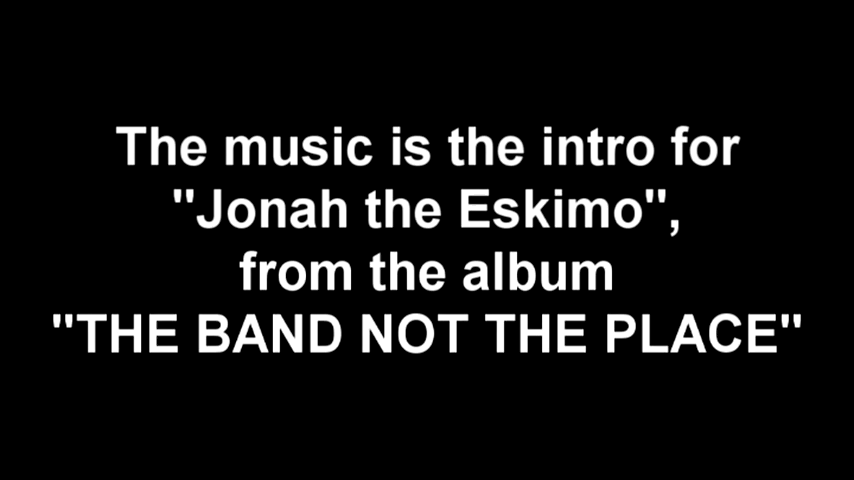 The music is the intro for
"Jonah the Eskimo",
from the album
"THE BAND NOT THE PLACE"